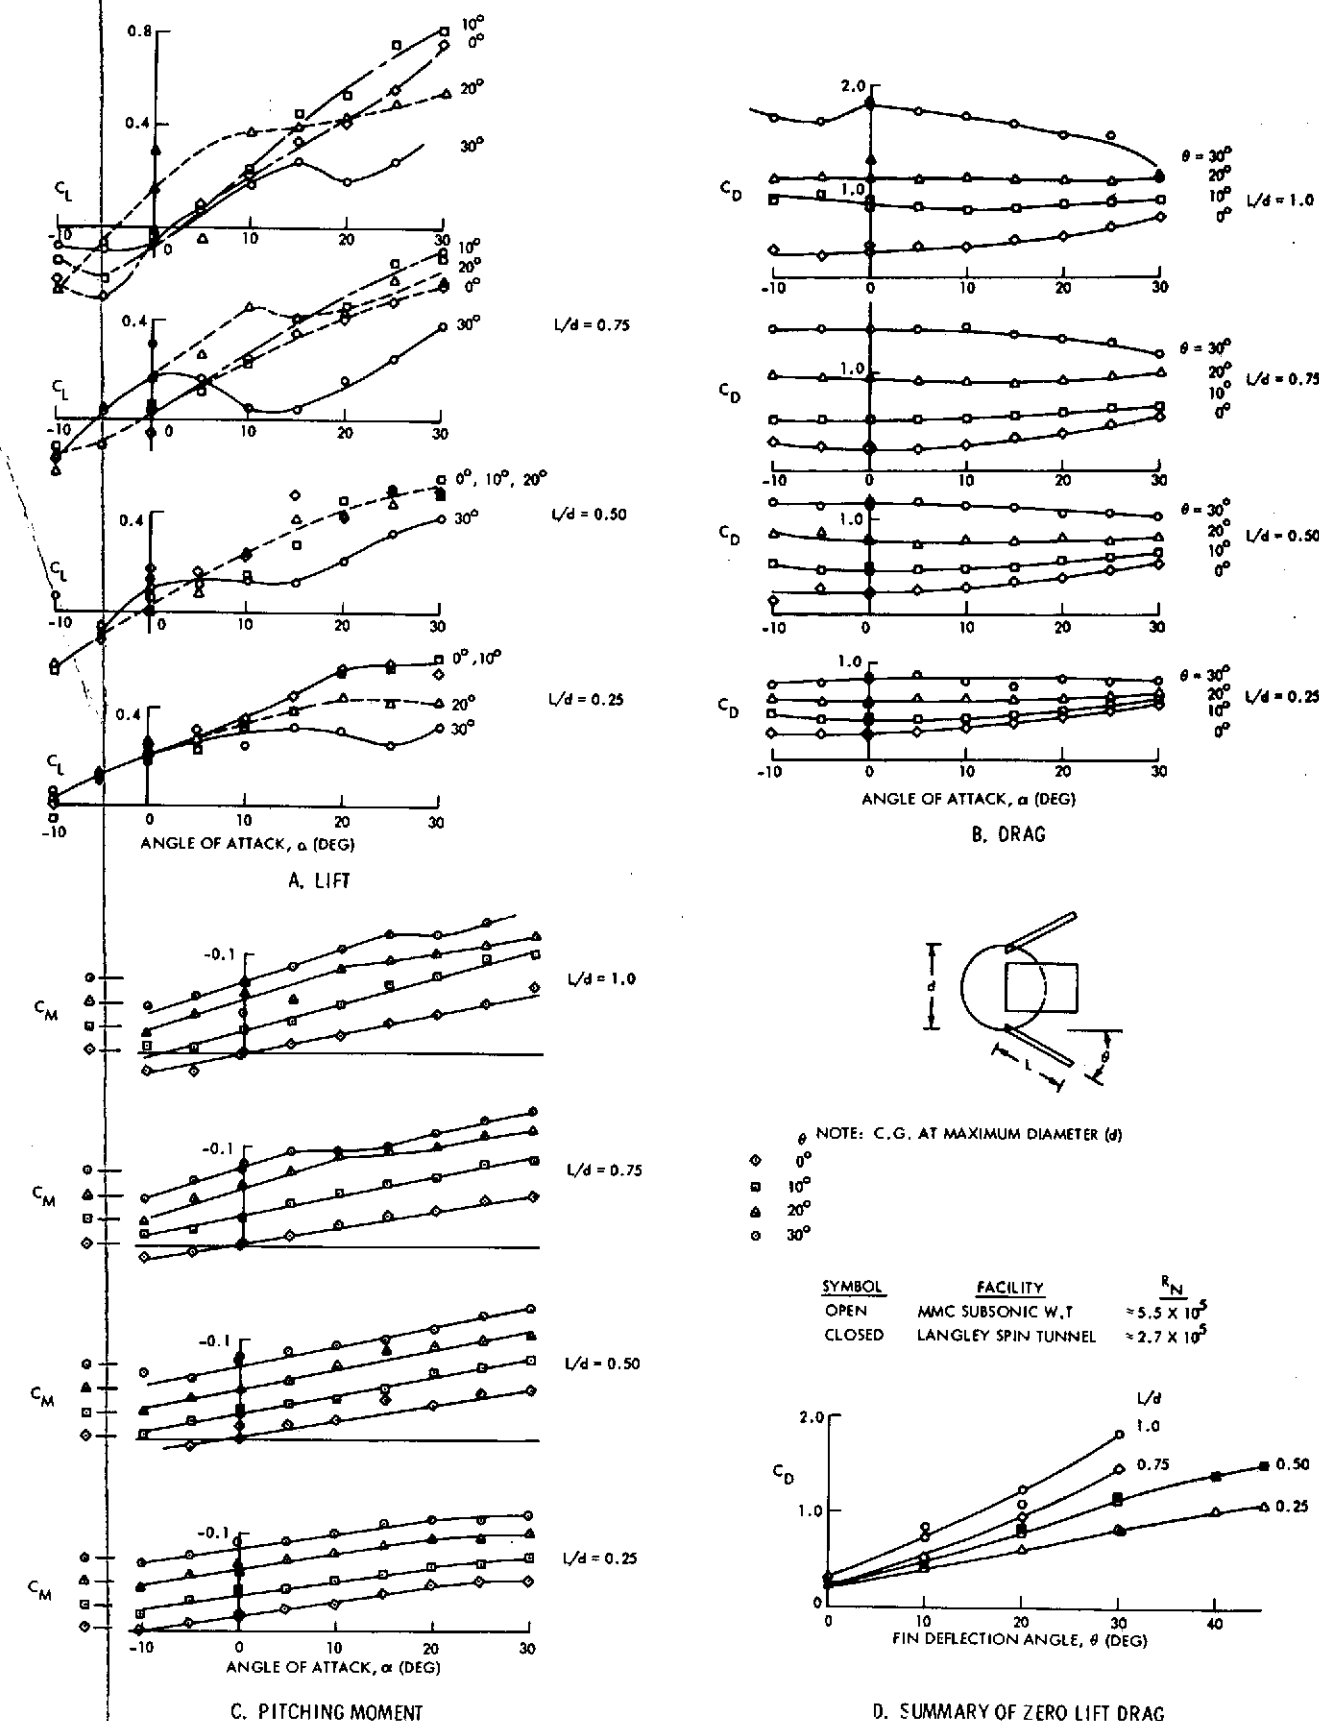 0.8
10°
0°
20°
0.4
30°
C_L
-10
0
10
20
30
10°
20°
0°
0.4
30°
L/d = 0.75
C_L
-10
0
10
20
30
0°, 10°, 20°
0.4
30°
L/d = 0.50
C_L
-10
0
10
20
30
0°, 10°
0.4
20°
L/d = 0.25
30°
C_L
-10
0
10
20
30
ANGLE OF ATTACK, α (DEG)
A. LIFT
2.0
θ = 30°
20°
C_D
1.0
10°
L/d = 1.0
0°
-10
0
10
20
30
θ = 30°
1.0
20°
C_D
L/d = 0.75
10°
0°
-10
0
10
20
30
θ = 30°
1.0
20°
C_D
L/d = 0.50
10°
0°
-10
0
10
20
30
1.0
θ = 30°
20°
L/d = 0.25
C_D
10°
0°
-10
0
10
20
30
ANGLE OF ATTACK, α (DEG)
B. DRAG
-0.1
L/d = 1.0
C_M
-0.1
L/d = 0.75
C_M
-0.1
L/d = 0.50
C_M
-0.1
L/d = 0.25
C_M
-10
0
10
20
30
ANGLE OF ATTACK, α (DEG)
C. PITCHING MOMENT
d
L
θ
NOTE: C.G. AT MAXIMUM DIAMETER (d)
θ
0°
10°
20°
30°
SYMBOL FACILITY R_N
OPEN MMC SUBSONIC W.T ≈5.5 X 10⁵
CLOSED LANGLEY SPIN TUNNEL ≈2.7 X 10⁵
L/d
2.0
1.0
C_D
0.75
0.50
1.0
0.25
0
0
10
20
30
40
FIN DEFLECTION ANGLE, θ (DEG)
D. SUMMARY OF ZERO LIFT DRAG